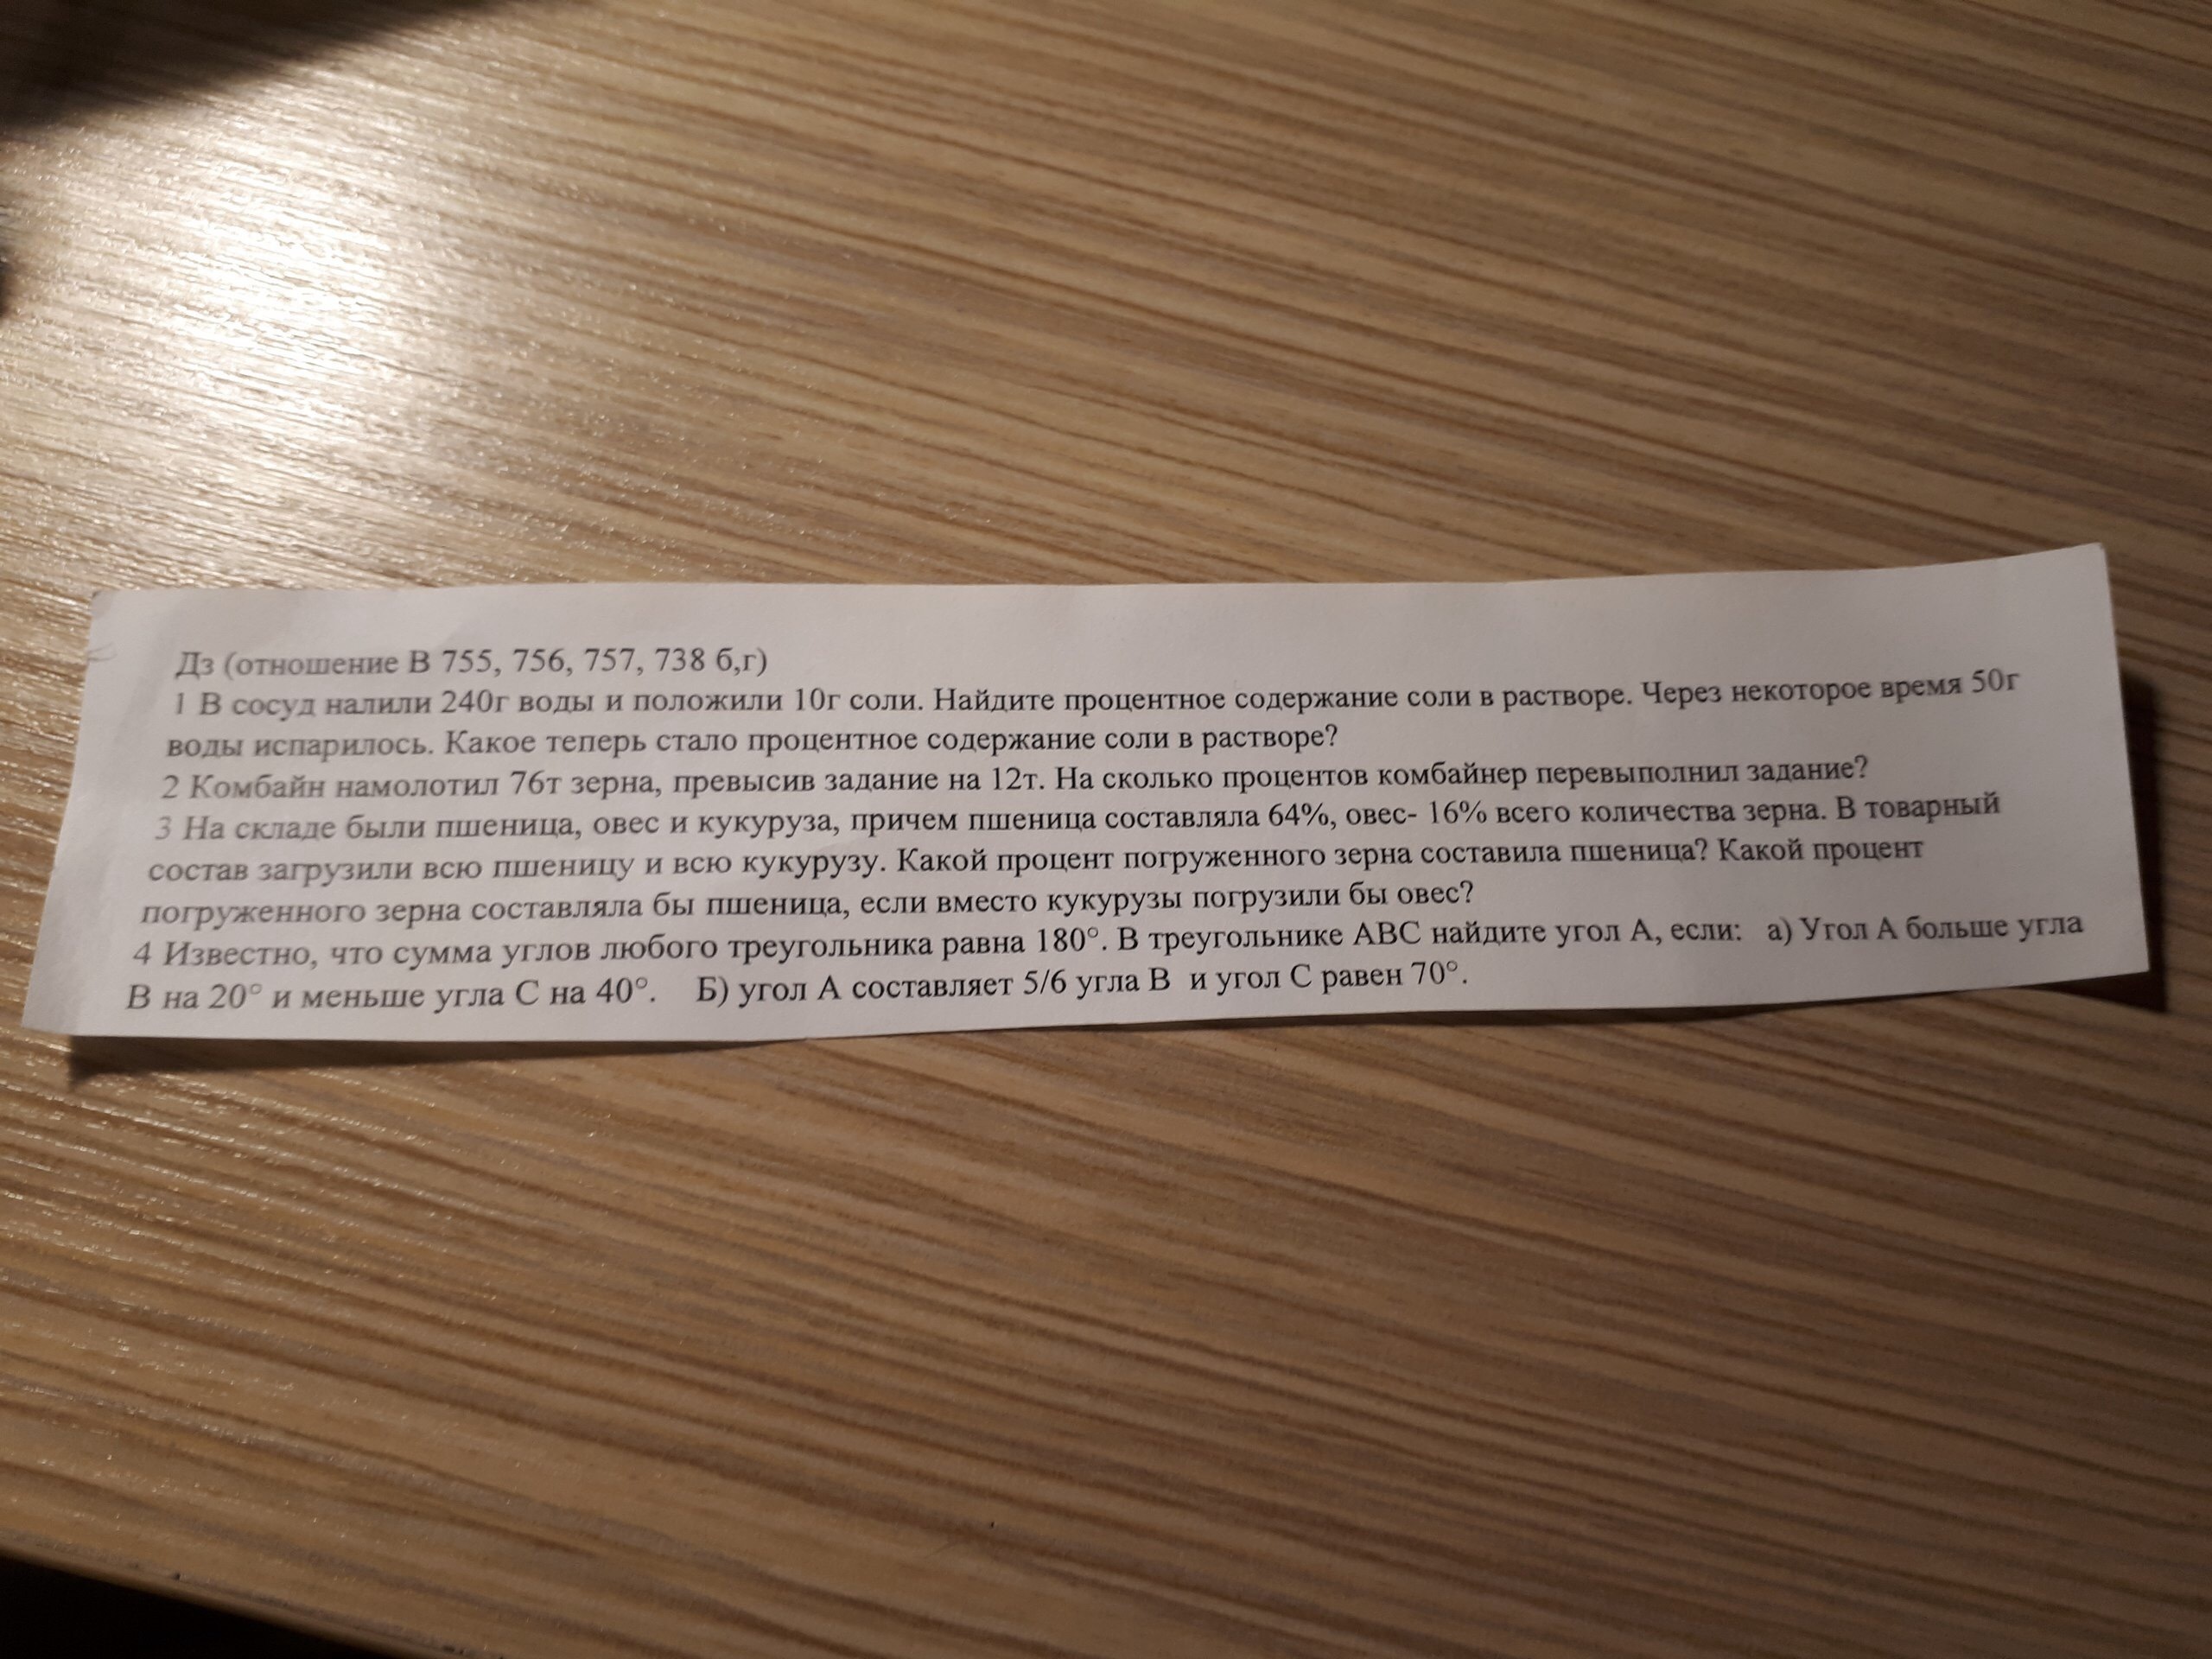 Дз (отношение В 755, 756, 757, 738 б,г)
1 В сосуд налили 240г воды и положили 10г соли. Найдите процентное содержание соли в растворе. Через некоторое время 50г
воды испарилось. Какое теперь стало процентное содержание соли в растворе?
2 Комбайн намолотил 76т зерна, превысив задание на 12т. На сколько процентов комбайнер перевыполнил задание?
3 На складе были пшеница, овес и кукуруза, причем пшеница составляла 64%, овес- 16% всего количества зерна. В товарный
состав загрузили всю пшеницу и всю кукурузу. Какой процент погруженного зерна составила пшеница? Какой процент
погруженного зерна составляла бы пшеница, если вместо кукурузы погрузили бы овес?
4 Известно, что сумма углов любого треугольника равна 180°. В треугольнике АВС найдите угол А, если: а) Угол А больше угла
В на 20° и меньше угла С на 40°. Б) угол А составляет 5/6 угла В и угол С равен 70°.